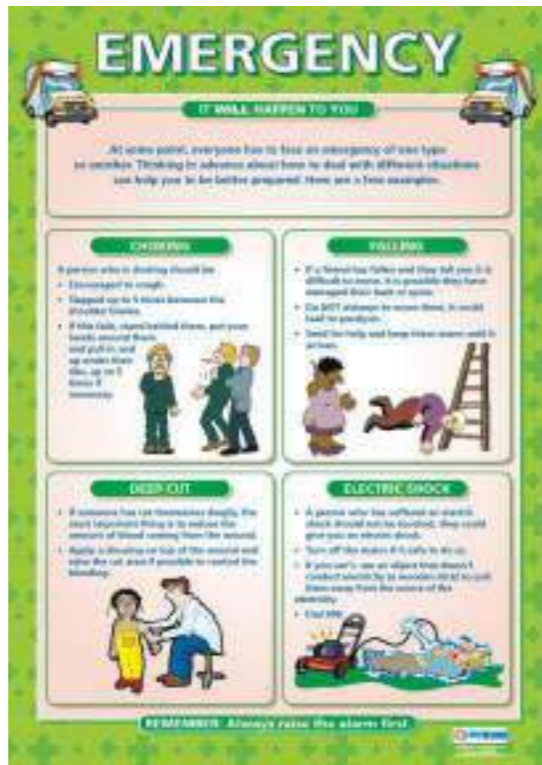 EMERGENCY
IT WILL HAPPEN TO YOU
At some point, everyone has to face an emergency of one type
or another. Thinking in advance about how to deal with different situations
can help you to be better prepared. Here are a few examples.
CHOKING
A person who is choking should be:
• Encouraged to cough.
• Slapped up to 5 times between the
shoulder blades.
• If this fails, stand behind them, put your
hands around them
and pull in and
up under their
ribs, up to 5
times if
necessary.
FALLING
• If a friend has fallen and they tell you it is
difficult to move, it is possible they have
damaged their back or spine.
• Do NOT attempt to move them, it could
lead to paralysis.
• Send for help and keep them warm until it
arrives.
DEEP CUT
• If someone has cut themselves deeply, the
most important thing is to reduce the
amount of blood coming from the wound.
• Apply a dressing on top of the wound and
raise the cut area if possible to control the
bleeding.
ELECTRIC SHOCK
• A person who has suffered an electric
shock should not be touched, they could
give you an electric shock.
• Turn off the mains if it safe to do so.
• If you can't, use an object that doesn't
conduct electricity (a wooden stick) to pull
them away from the source of the
electricity.
• Call 999
REMEMBER: Always raise the alarm first